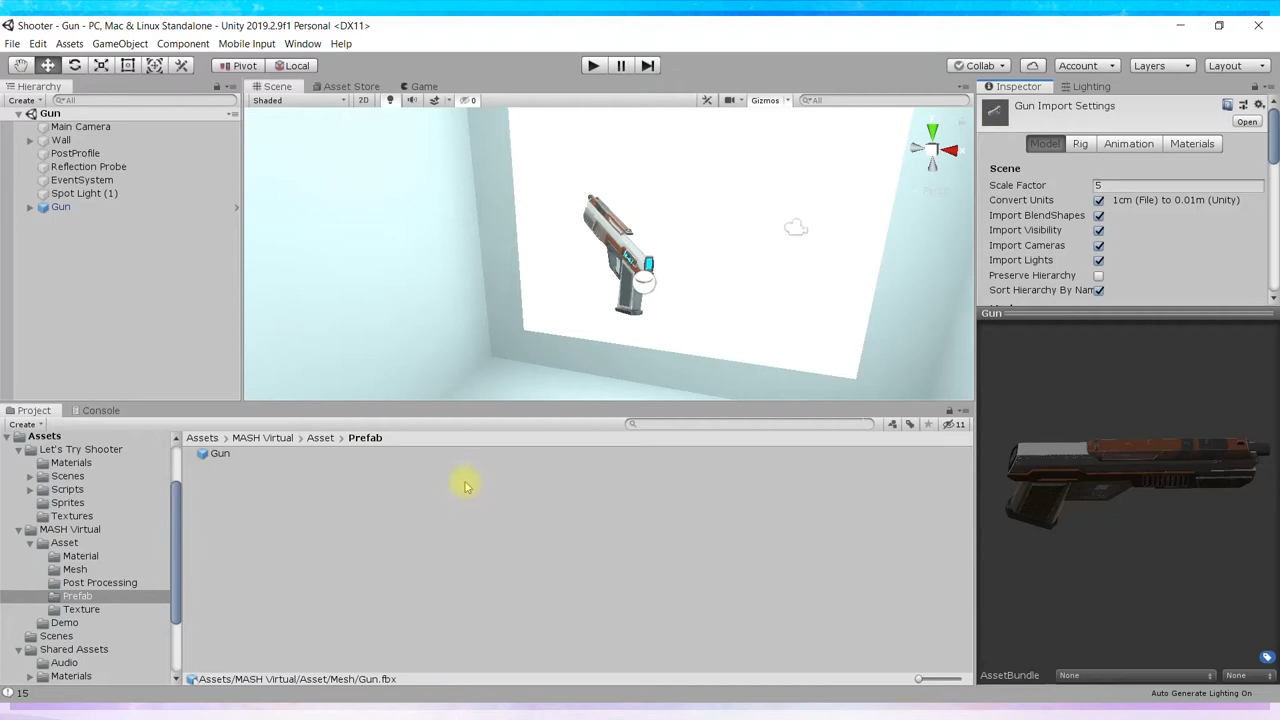 Shooter - Gun - PC, Mac & Linux Standalone - Unity 2019.2.9f1 Personal <DX11>
File Edit Assets GameObject Component Mobile Input Window Help
Pivot Local Collab Account Layers Layout
Hierarchy
Create All
Gun
Main Camera
Wall
PostProfile
Reflection Probe
EventSystem
Spot Light (1)
Gun
Scene Asset Store Game
Shaded 2D 0 Gizmos All
Inspector Lighting
Gun Import Settings
Open
Model Rig Animation Materials
Scene
Scale Factor 5
Convert Units 1cm (File) to 0.01m (Unity)
Import BlendShapes
Import Visibility
Import Cameras
Import Lights
Preserve Hierarchy
Sort Hierarchy By Nam
Gun
AssetBundle None None
Project Console
Create 11
Assets
Let's Try Shooter
Materials
Scenes
Scripts
Sprites
Textures
MASH Virtual
Asset
Material
Mesh
Post Processing
Prefab
Texture
Demo
Scenes
Shared Assets
Audio
Materials
Assets MASH Virtual Asset Prefab
Gun
Assets/MASH Virtual/Asset/Mesh/Gun.fbx
15
Auto Generate Lighting On